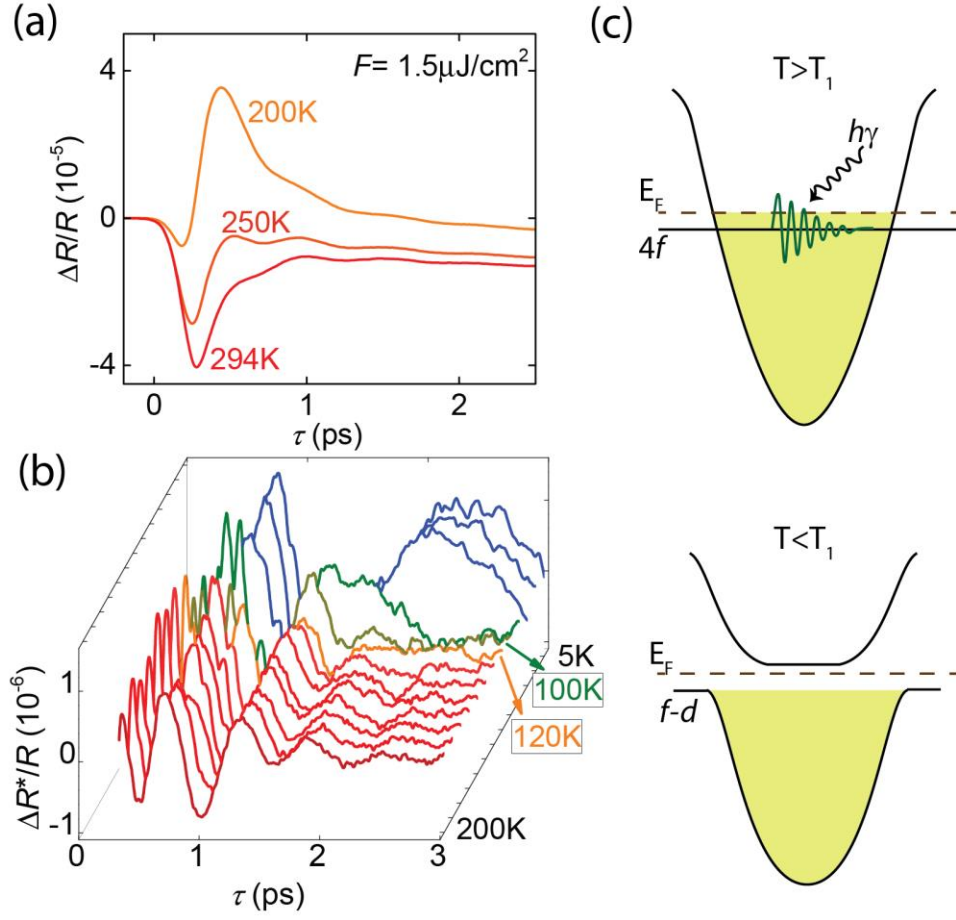 (a)
4
0
-4
ΔR/R (10⁻⁵)
F= 1.5μJ/cm²
200K
250K
294K
0
1
2
τ (ps)
(b)
1
0
-1
ΔR*/R (10⁻⁶)
5K
100K
120K
200K
0
1
2
3
τ (ps)
(c)
T>T₁
hγ
E_F
4f
T<T₁
E_F
f-d